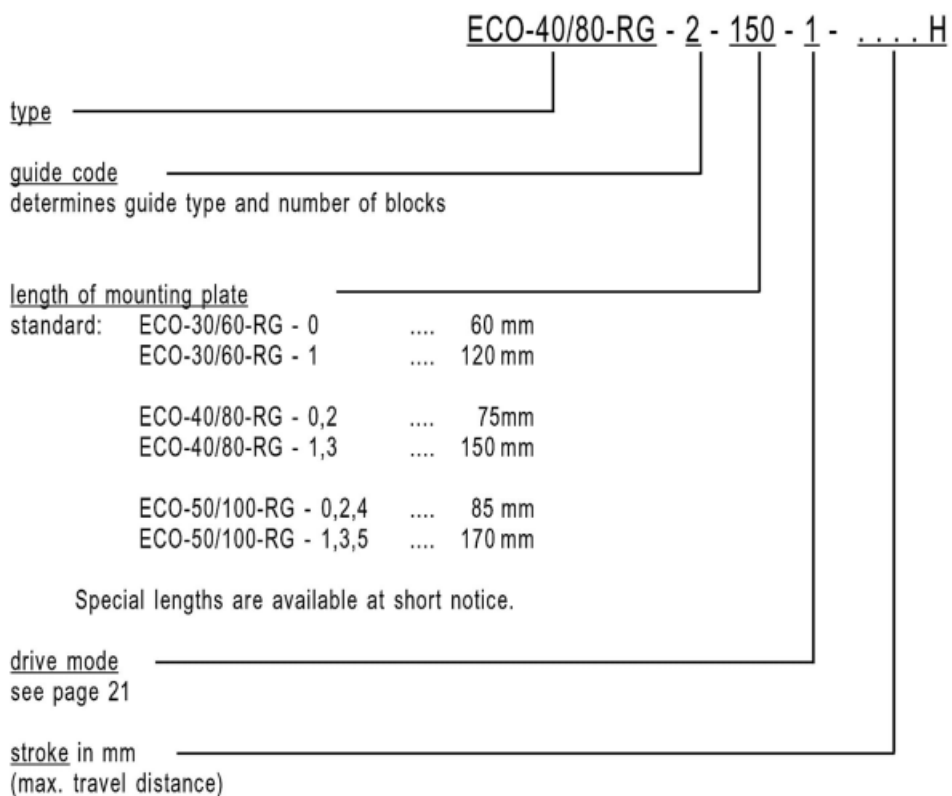 ECO-40/80-RG - 2 - 150 - 1 - . . . . H
type
guide code
determines guide type and number of blocks
length of mounting plate
standard: ECO-30/60-RG - 0 .... 60 mm
ECO-30/60-RG - 1 .... 120 mm
ECO-40/80-RG - 0,2 .... 75mm
ECO-40/80-RG - 1,3 .... 150 mm
ECO-50/100-RG - 0,2,4 .... 85 mm
ECO-50/100-RG - 1,3,5 .... 170 mm
Special lengths are available at short notice.
drive mode
see page 21
stroke in mm
(max. travel distance)